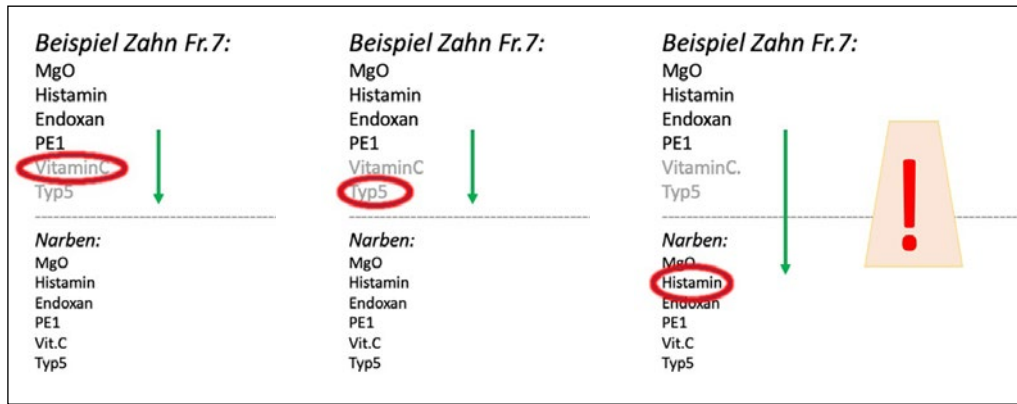 Beispiel Zahn Fr.7:
MgO
Histamin
Endoxan
PE1
VitaminC
Typ5
Narben:
MgO
Histamin
Endoxan
PE1
Vit.C
Typ5
Beispiel Zahn Fr.7:
MgO
Histamin
Endoxan
PE1
VitaminC
Typ5
Narben:
MgO
Histamin
Endoxan
PE1
Vit.C
Typ5
Beispiel Zahn Fr.7:
MgO
Histamin
Endoxan
PE1
VitaminC.
Typ5
Narben:
MgO
Histamin
Endoxan
PE1
Vit.C
Typ5
!